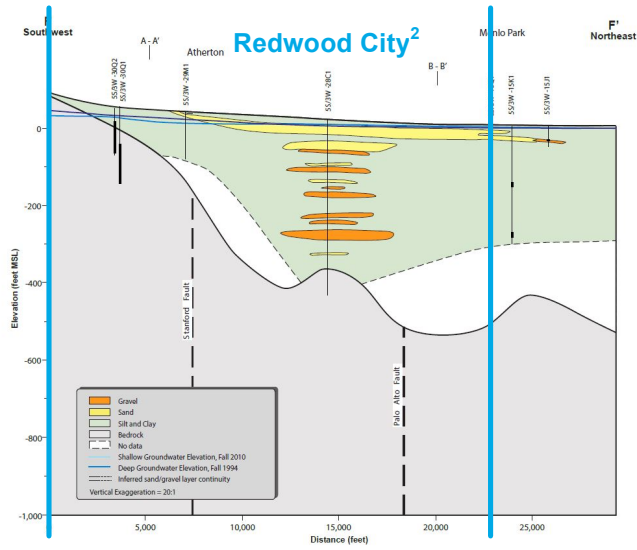 Southwest
A - A'
Atherton
Redwood City²
B - B'
Menlo Park
F'
Northeast
5S/3W -30Q2
5S/3W -30Q1
5S/3W -29M1
5S/3W -28C1
5S/3W -15K1
5S/3W -15J1
0
-200
-400
-600
-800
-1,000
Elevation (feet MSL)
Stanford Fault
Palo Alto Fault
Gravel
Sand
Silt and Clay
Bedrock
No data
Shallow Groundwater Elevation, Fall 2010
Deep Groundwater Elevation, Fall 1994
Inferred sand/gravel layer continuity
Vertical Exaggeration = 20:1
5,000
10,000
15,000
20,000
25,000
Distance (feet)